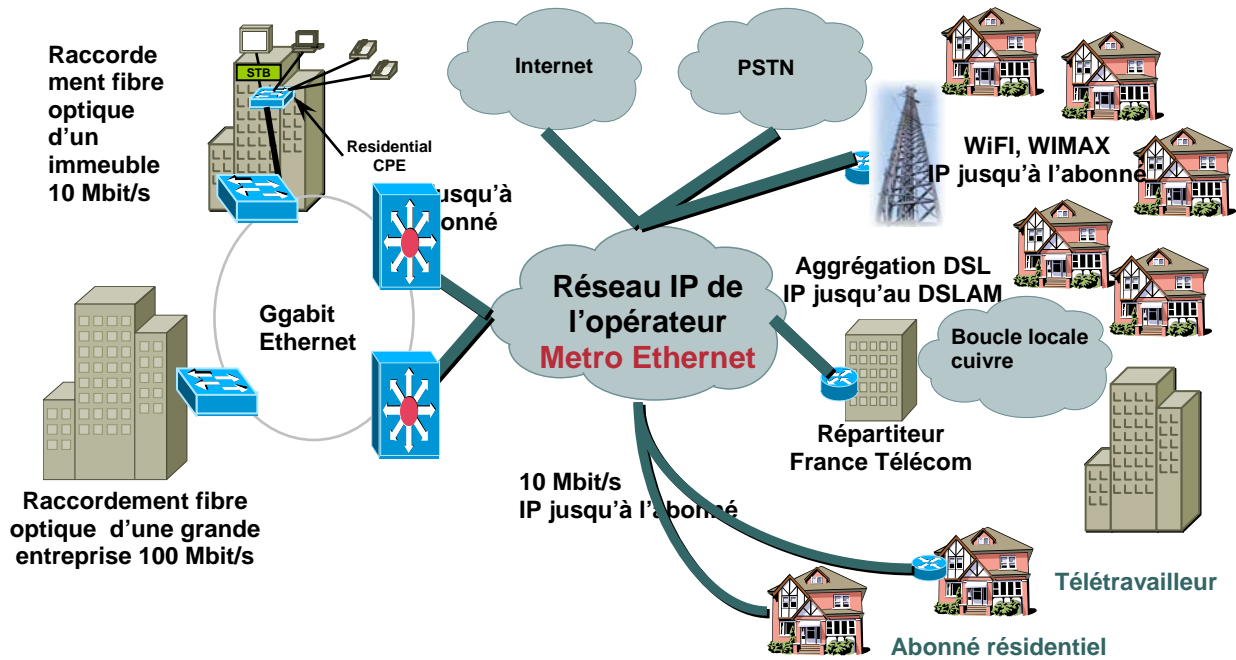 Raccorde
ment fibre
optique
d'un
immeuble
10 Mbit/s
STB
Residential
CPE
usqu'à
onné
Internet
PSTN
WiFI, WIMAX
IP jusqu'à l'abonné
Ggabit
Ethernet
Réseau IP de
l'opérateur
Metro Ethernet
Aggrégation DSL
IP jusqu'au DSLAM
Boucle locale
cuivre
Répartiteur
France Télécom
Raccordement fibre
optique d'une grande
entreprise 100 Mbit/s
10 Mbit/s
IP jusqu'à l'abonné
Télétravailleur
Abonné résidentiel